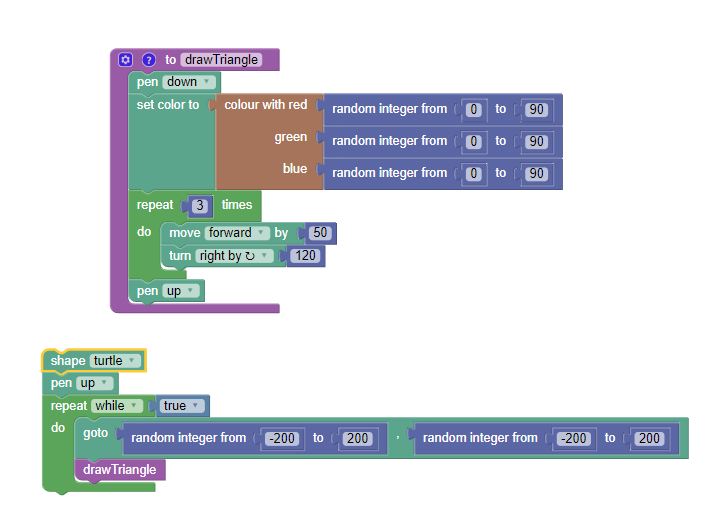 ? to drawTriangle
pen down
set color to colour with red random integer from 0 to 90
green random integer from 0 to 90
blue random integer from 0 to 90
repeat 3 times
do move forward by 50
turn right by ↻ 120
pen up
shape turtle
pen up
repeat while true
do goto random integer from -200 to 200 , random integer from -200 to 200
drawTriangle